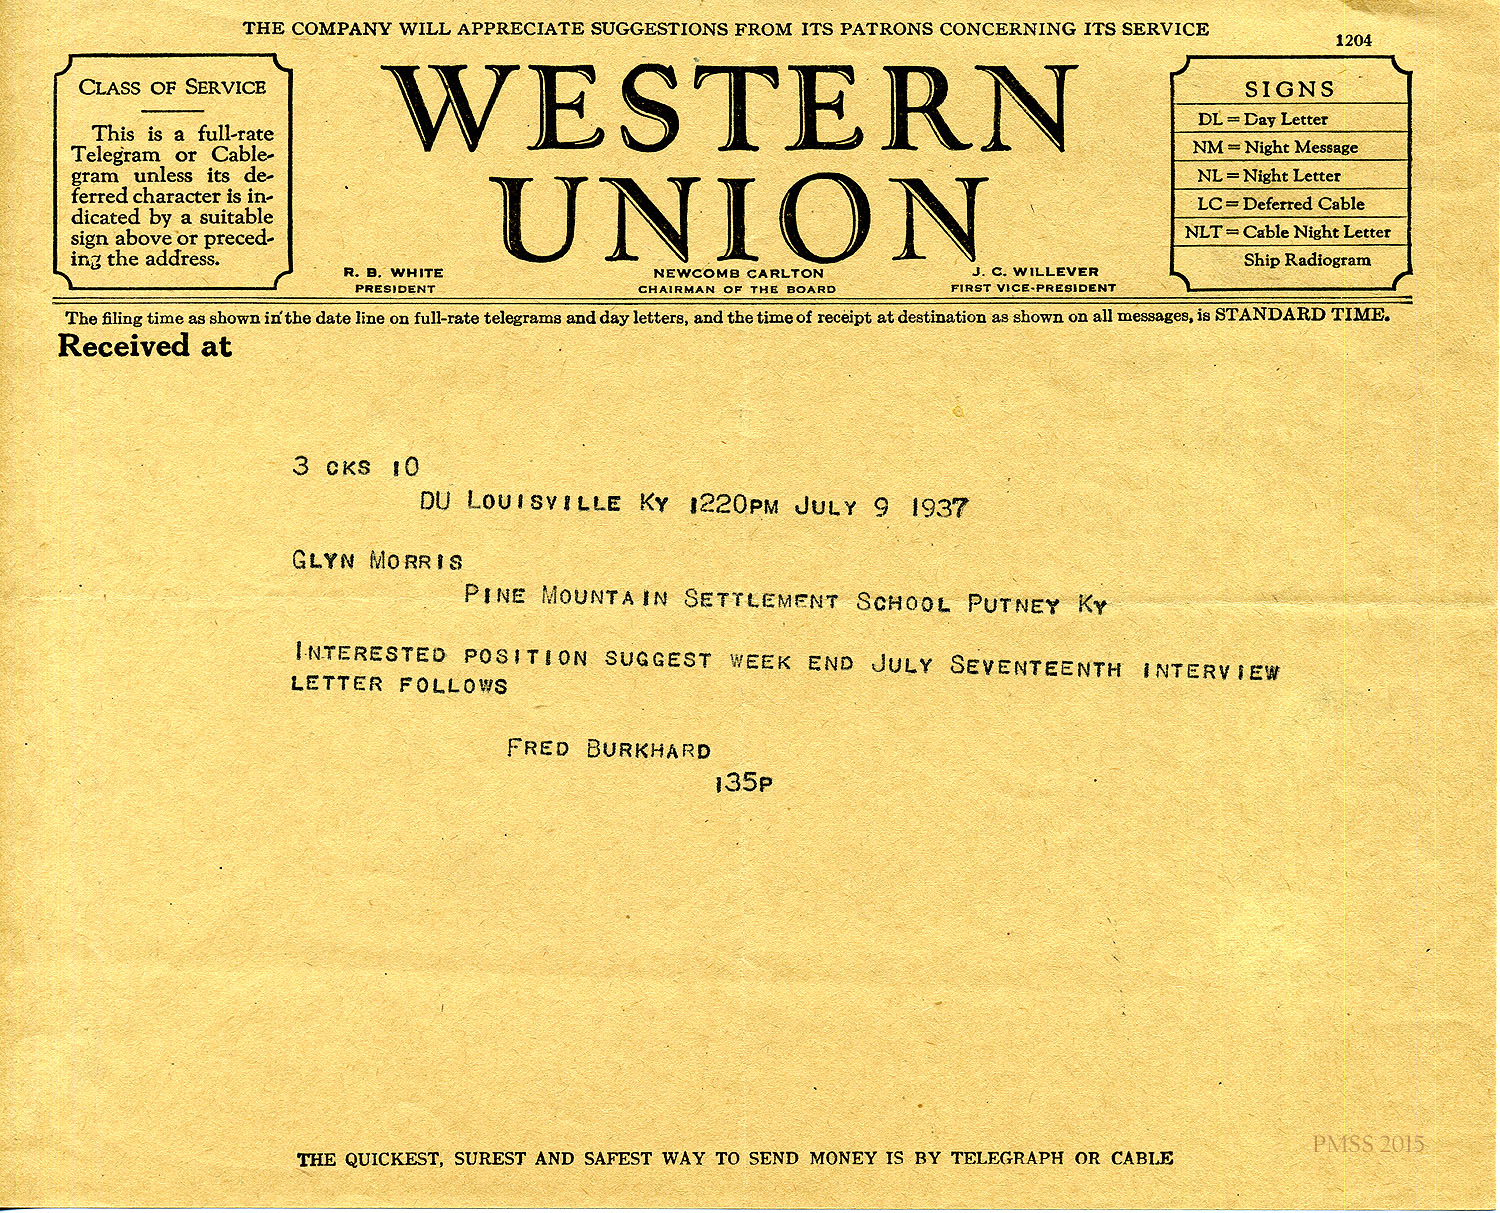 THE COMPANY WILL APPRECIATE SUGGESTIONS FROM ITS PATRONS CONCERNING ITS SERVICE
1204
CLASS OF SERVICE
This is a full-rate
Telegram or Cable-
gram unless its de-
ferred character is in-
dicated by a suitable
sign above or preced-
ing the address.
WESTERN
UNION
R. B. WHITE
PRESIDENT
NEWCOMB CARLTON
CHAIRMAN OF THE BOARD
J. C. WILLEVER
FIRST VICE-PRESIDENT
SIGNS
DL = Day Letter
NM = Night Message
NL = Night Letter
LC = Deferred Cable
NLT = Cable Night Letter
Ship Radiogram
The filing time as shown in the date line on full-rate telegrams and day letters, and the time of receipt at destination as shown on all messages, is STANDARD TIME.
Received at
3 CKS 10
DU LOUISVILLE KY 1220PM JULY 9 1937
GLYN MORRIS
PINE MOUNTAIN SETTLEMENT SCHOOL PUTNEY KY
INTERESTED POSITION SUGGEST WEEK END JULY SEVENTEENTH INTERVIEW
LETTER FOLLOWS
FRED BURKHARD
135P
PMSS 2015
THE QUICKEST, SUREST AND SAFEST WAY TO SEND MONEY IS BY TELEGRAPH OR CABLE